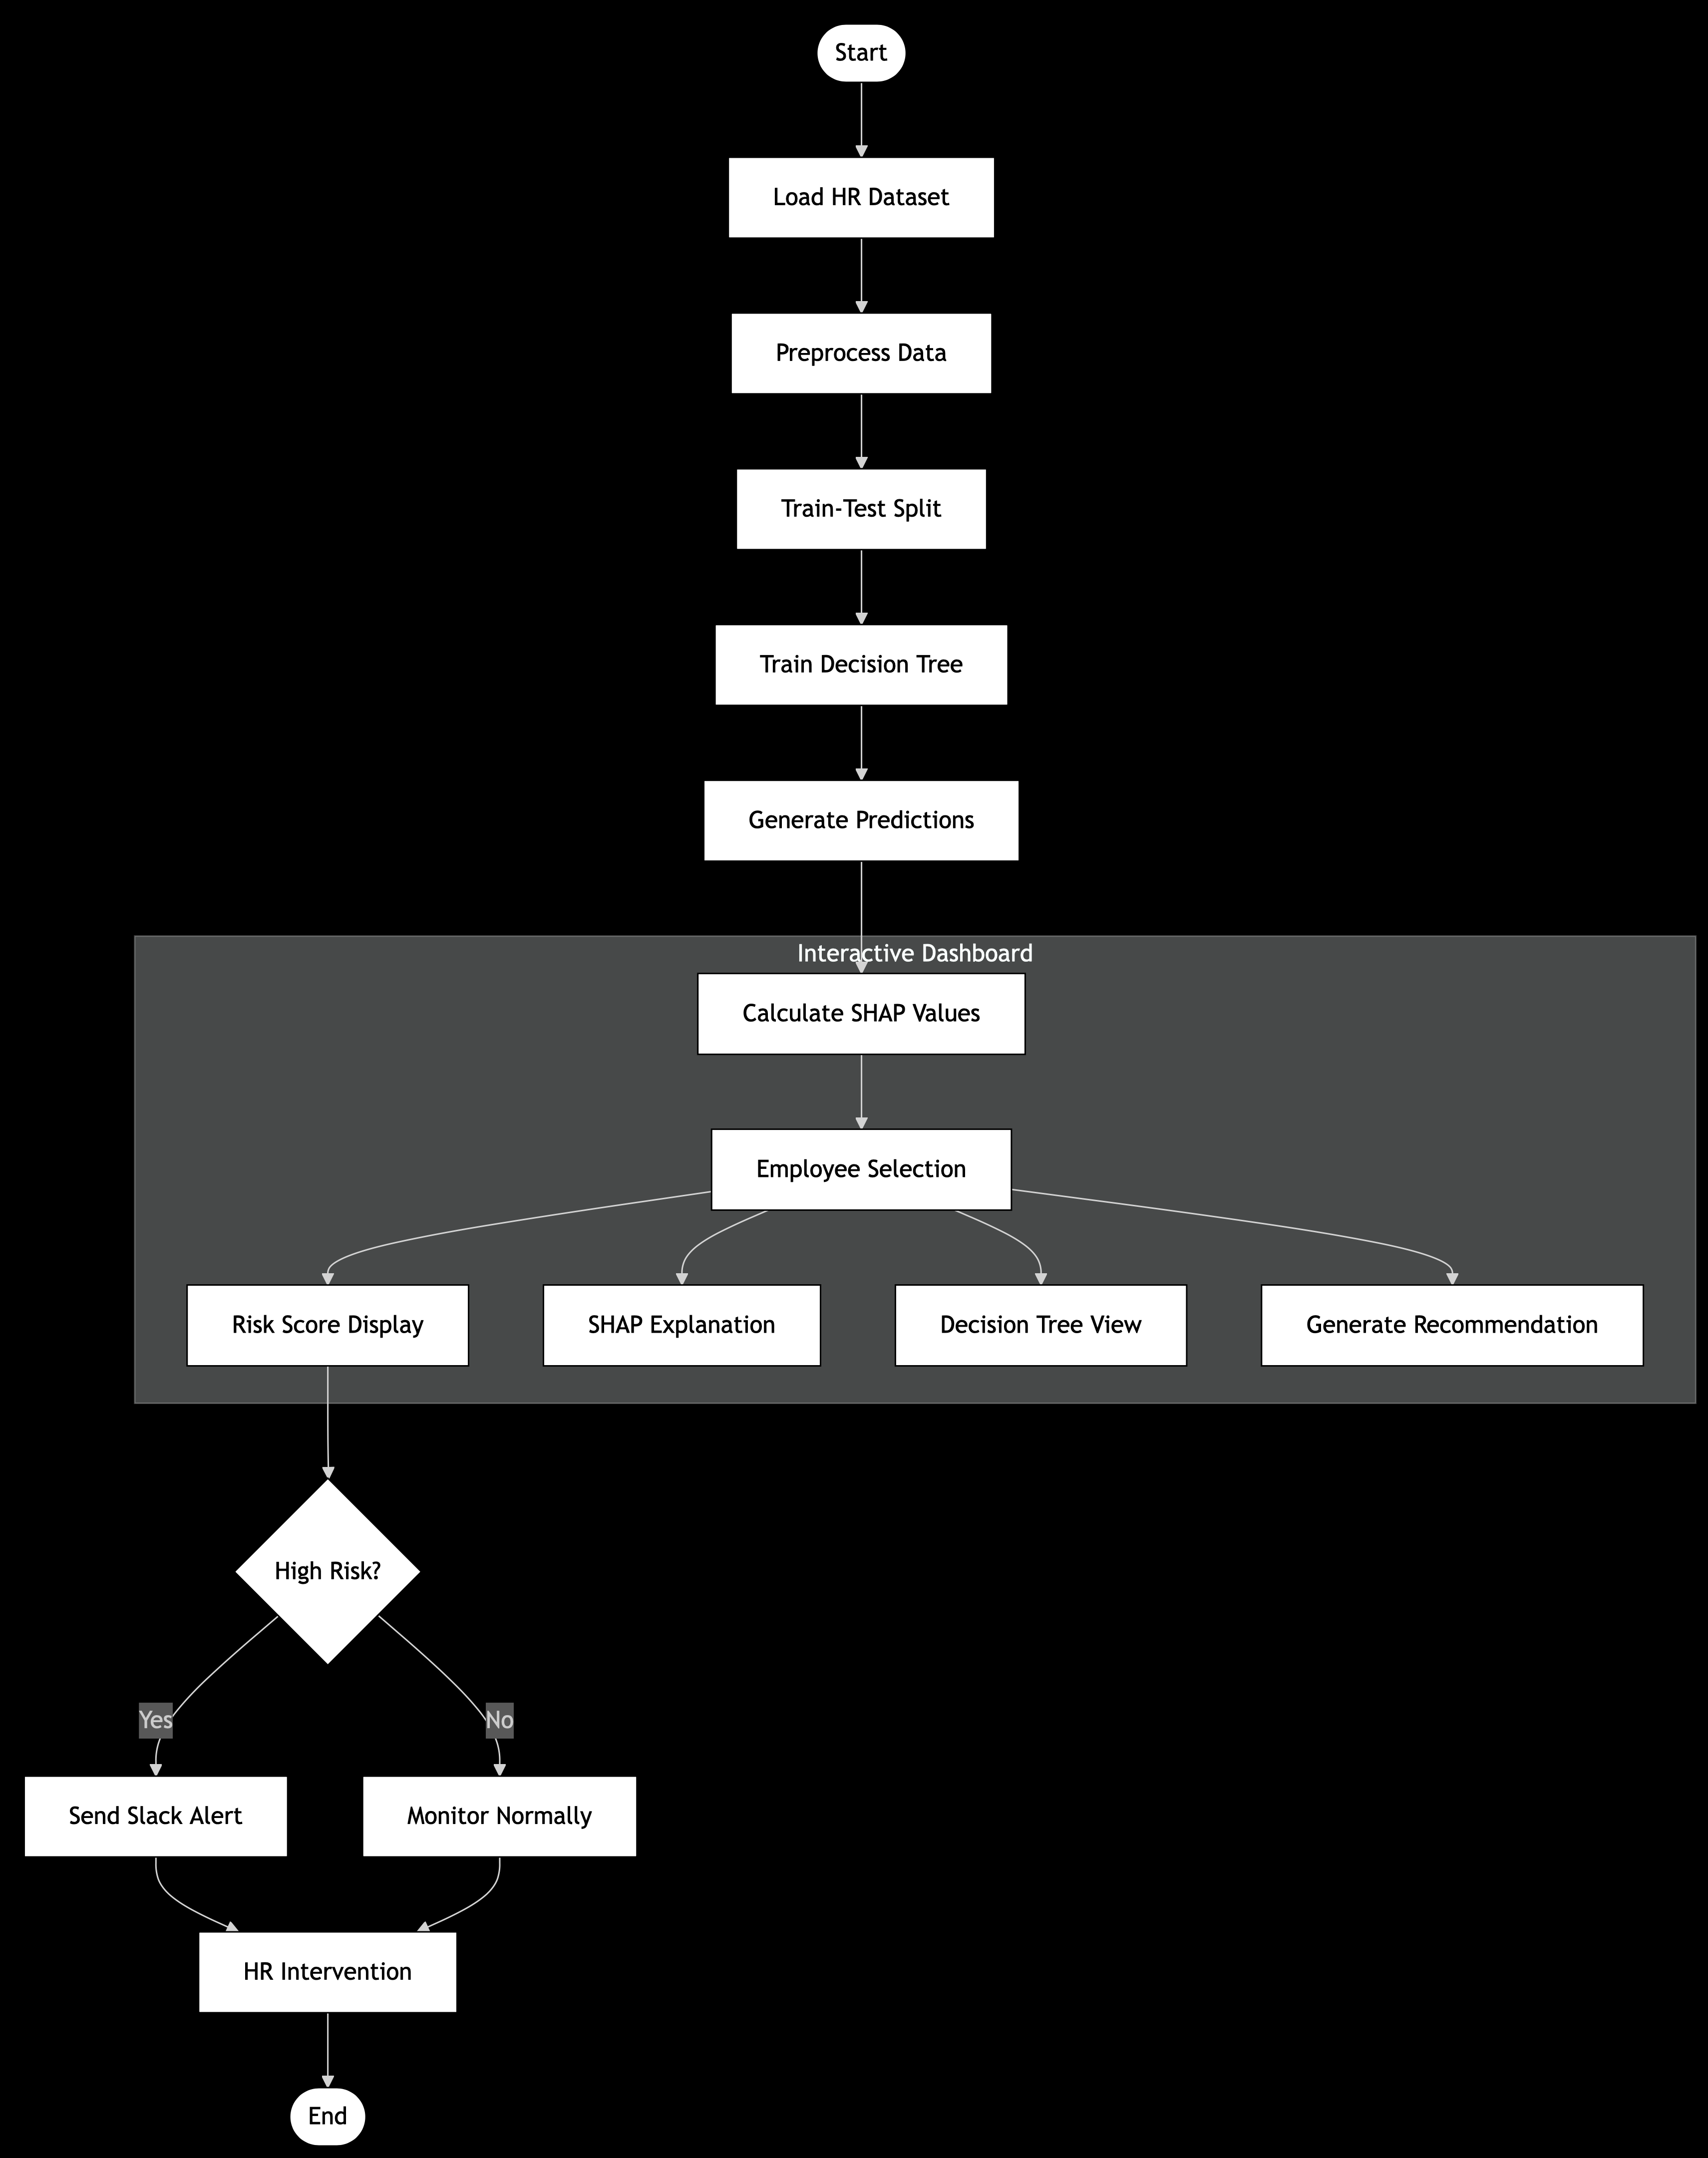 Start
Load HR Dataset
Preprocess Data
Train-Test Split
Train Decision Tree
Generate Predictions
Interactive Dashboard
Calculate SHAP Values
Employee Selection
Risk Score Display
SHAP Explanation
Decision Tree View
Generate Recommendation
High Risk?
Yes
No
Send Slack Alert
Monitor Normally
HR Intervention
End